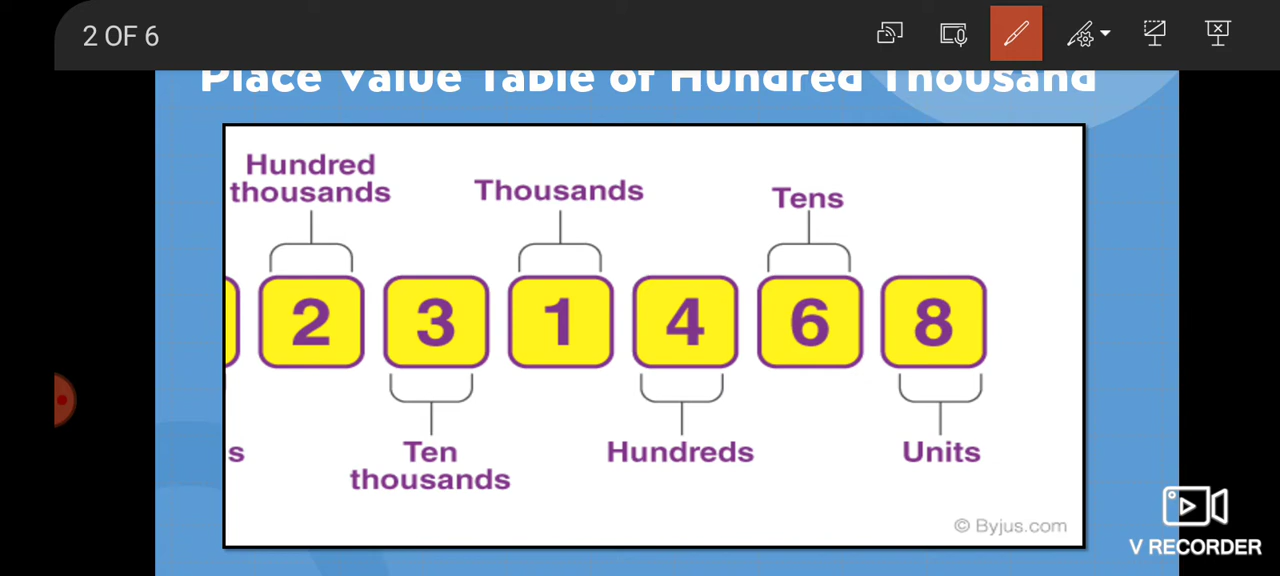 2 OF 6
Place Value Table of Hundred Thousand
Hundred
thousands
Thousands
Tens
2 3 1 4 6 8
s
Ten
thousands
Hundreds
Units
© Byjus.com
V RECORDER